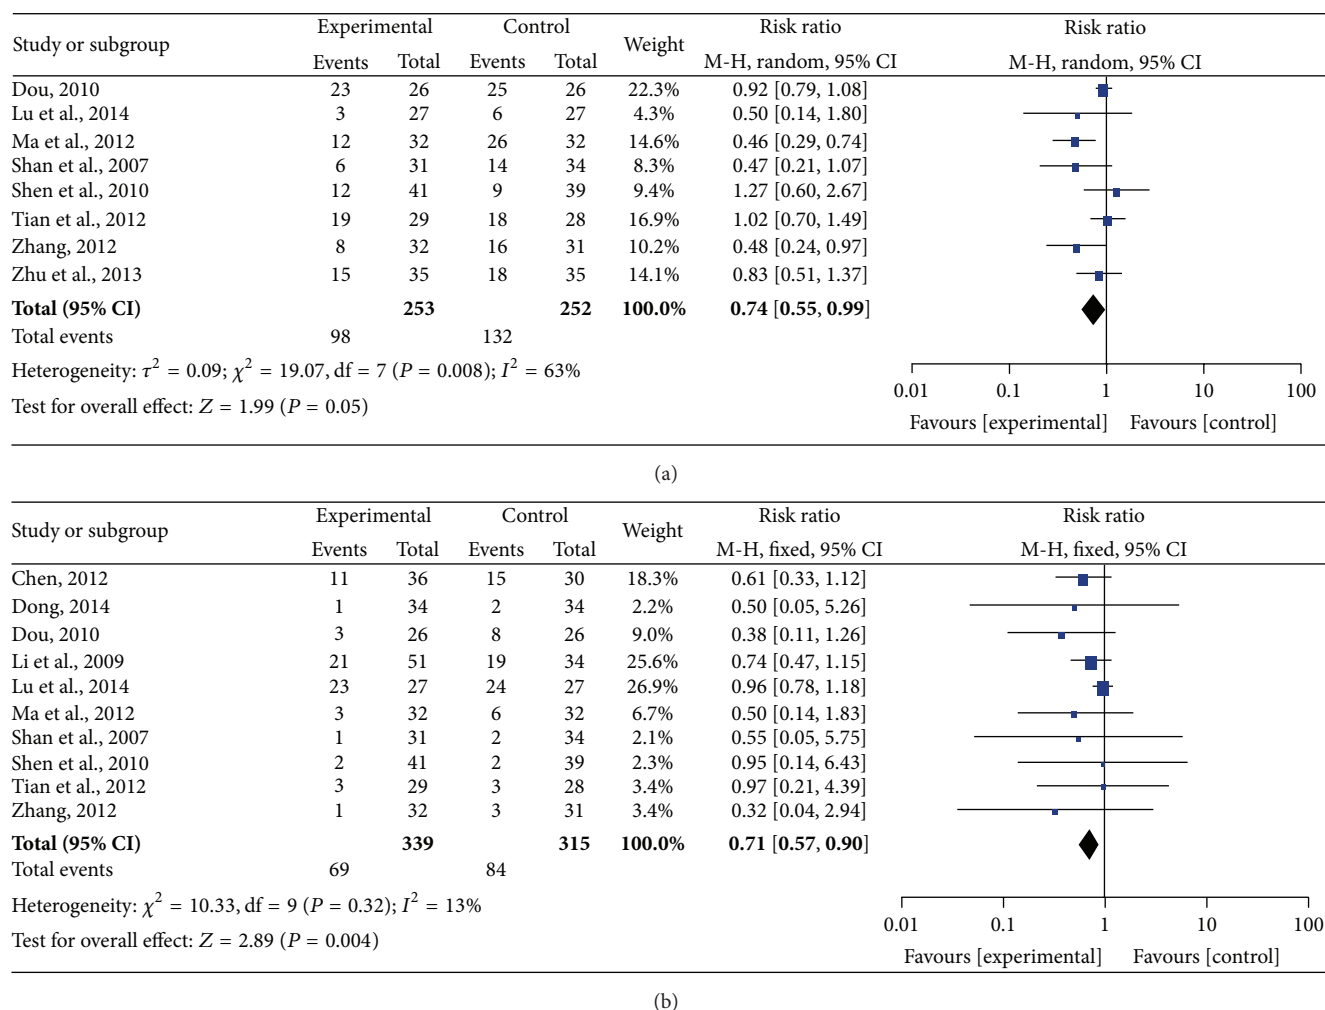 Study or subgroup Experimental Control Weight Risk ratio Risk ratio
Events Total Events Total M-H, random, 95% CI M-H, random, 95% CI
Dou, 2010 23 26 25 26 22.3% 0.92 [0.79, 1.08]
Lu et al., 2014 3 27 6 27 4.3% 0.50 [0.14, 1.80]
Ma et al., 2012 12 32 26 32 14.6% 0.46 [0.29, 0.74]
Shan et al., 2007 6 31 14 34 8.3% 0.47 [0.21, 1.07]
Shen et al., 2010 12 41 9 39 9.4% 1.27 [0.60, 2.67]
Tian et al., 2012 19 29 18 28 16.9% 1.02 [0.70, 1.49]
Zhang, 2012 8 32 16 31 10.2% 0.48 [0.24, 0.97]
Zhu et al., 2013 15 35 18 35 14.1% 0.83 [0.51, 1.37]
Total (95% CI) 253 252 100.0% 0.74 [0.55, 0.99]
Total events 98 132
Heterogeneity: τ² = 0.09; χ² = 19.07, df = 7 (P = 0.008); I² = 63%
Test for overall effect: Z = 1.99 (P = 0.05)
0.01 0.1 1 10 100
Favours [experimental] Favours [control]
(a)
Study or subgroup Experimental Control Weight Risk ratio Risk ratio
Events Total Events Total M-H, fixed, 95% CI M-H, fixed, 95% CI
Chen, 2012 11 36 15 30 18.3% 0.61 [0.33, 1.12]
Dong, 2014 1 34 2 34 2.2% 0.50 [0.05, 5.26]
Dou, 2010 3 26 8 26 9.0% 0.38 [0.11, 1.26]
Li et al., 2009 21 51 19 34 25.6% 0.74 [0.47, 1.15]
Lu et al., 2014 23 27 24 27 26.9% 0.96 [0.78, 1.18]
Ma et al., 2012 3 32 6 32 6.7% 0.50 [0.14, 1.83]
Shan et al., 2007 1 31 2 34 2.1% 0.55 [0.05, 5.75]
Shen et al., 2010 2 41 2 39 2.3% 0.95 [0.14, 6.43]
Tian et al., 2012 3 29 3 28 3.4% 0.97 [0.21, 4.39]
Zhang, 2012 1 32 3 31 3.4% 0.32 [0.04, 2.94]
Total (95% CI) 339 315 100.0% 0.71 [0.57, 0.90]
Total events 69 84
Heterogeneity: χ² = 10.33, df = 9 (P = 0.32); I² = 13%
Test for overall effect: Z = 2.89 (P = 0.004)
0.01 0.1 1 10 100
Favours [experimental] Favours [control]
(b)